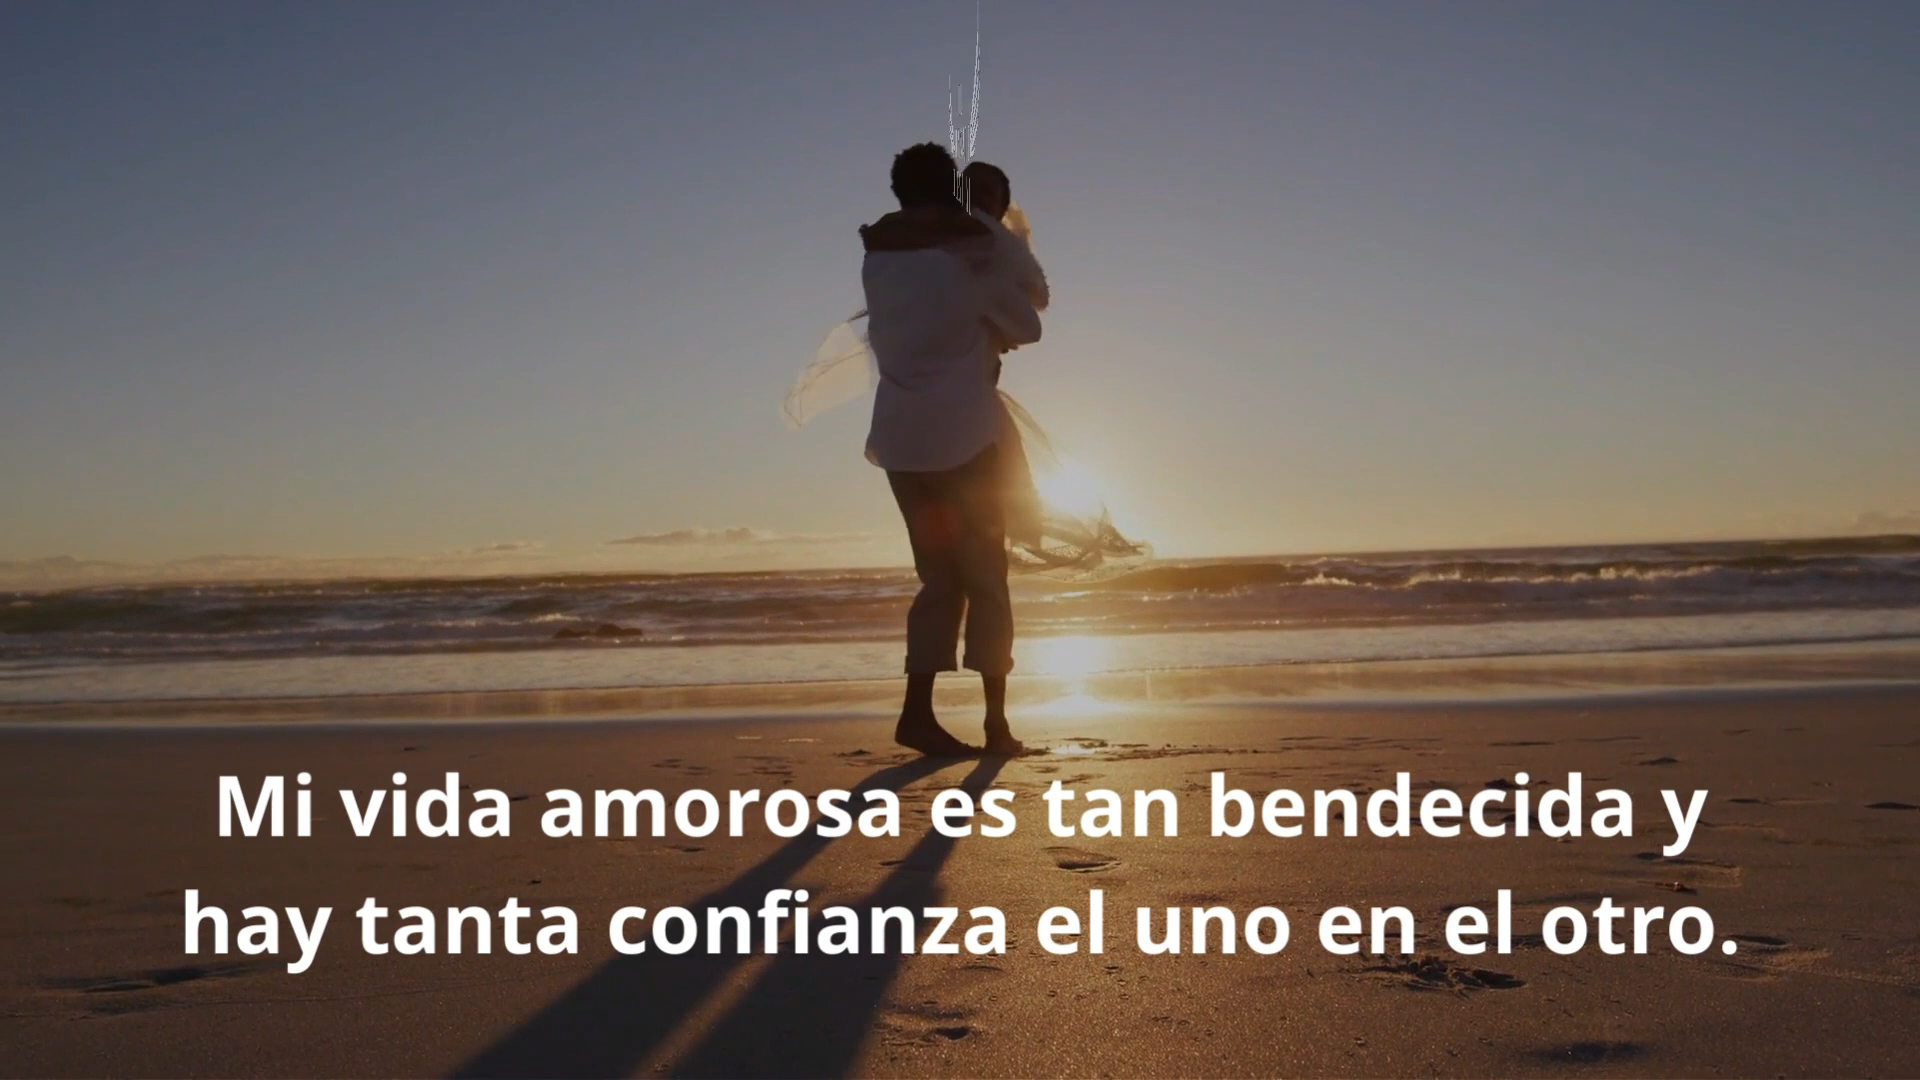 Mi vida amorosa es tan bendecida y
hay tanta confianza el uno en el otro.